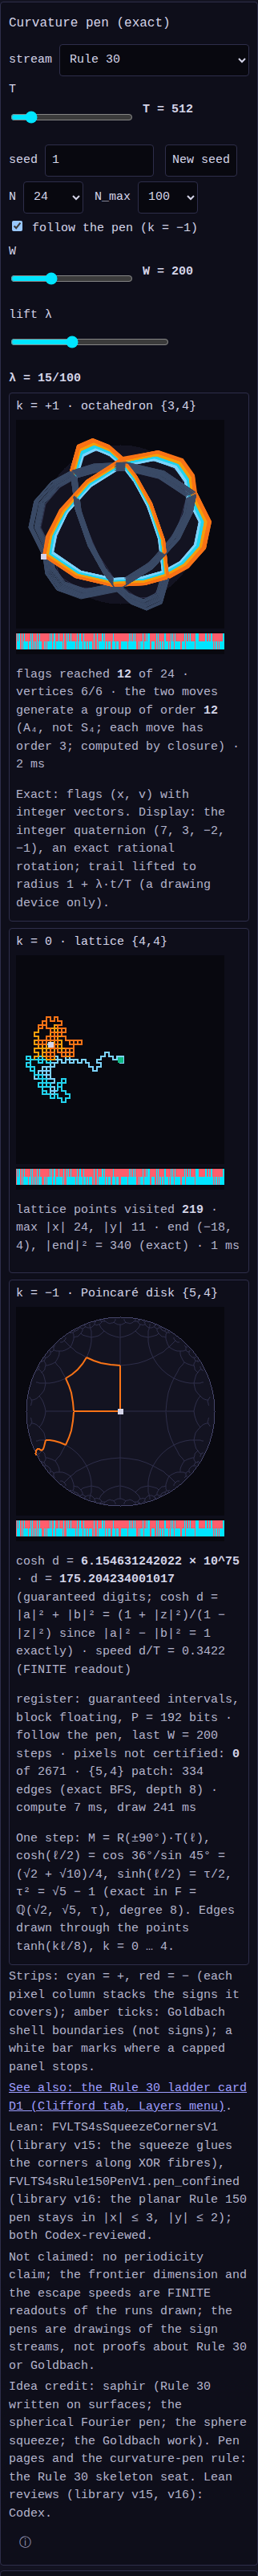 Curvature pen (exact)
stream Rule 30
T
T = 512
seed 1 New seed
N 24 N_max 100
follow the pen (k = −1)
W
W = 200
lift λ
λ = 15/100
k = +1 · octahedron {3,4}
flags reached 12 of 24 ·
vertices 6/6 · the two moves
generate a group of order 12
(A₄, not S₄; each move has
order 3; computed by closure) ·
2 ms
Exact: flags (x, v) with
integer vectors. Display: the
integer quaternion (7, 3, −2,
−1), an exact rational
rotation; trail lifted to
radius 1 + λ·t/T (a drawing
device only).
k = 0 · lattice {4,4}
lattice points visited 219 ·
max |x| 24, |y| 11 · end (−18,
4), |end|² = 340 (exact) · 1 ms
k = −1 · Poincaré disk {5,4}
cosh d = 6.154631242022 × 10^75
· d = 175.204234001017
(guaranteed digits; cosh d =
|a|² + |b|² = (1 + |z|²)/(1 −
|z|²) since |a|² − |b|² = 1
exactly) · speed d/T = 0.3422
(FINITE readout)
register: guaranteed intervals,
block floating, P = 192 bits ·
follow the pen, last W = 200
steps · pixels not certified: 0
of 2671 · {5,4} patch: 334
edges (exact BFS, depth 8) ·
compute 7 ms, draw 241 ms
One step: M = R(±90°)·T(ℓ),
cosh(ℓ/2) = cos 36°/sin 45° =
(√2 + √10)/4, sinh(ℓ/2) = τ/2,
τ² = √5 − 1 (exact in F =
ℚ(√2, √5, τ), degree 8). Edges
drawn through the points
tanh(kℓ/8), k = 0 … 4.
Strips: cyan = +, red = − (each
pixel column stacks the signs it
covers); amber ticks: Goldbach
shell boundaries (not signs); a
white bar marks where a capped
panel stops.
See also: the Rule 30 ladder card
D1 (Clifford tab, Layers menu).
Lean: FVLTS4sSqueezeCornersV1
(library v15: the squeeze glues
the corners along XOR fibres),
FVLTS4sRule150PenV1.pen_confined
(library v16: the planar Rule 150
pen stays in |x| ≤ 3, |y| ≤ 2);
both Codex-reviewed.
Not claimed: no periodicity
claim; the frontier dimension and
the escape speeds are FINITE
readouts of the runs drawn; the
pens are drawings of the sign
streams, not proofs about Rule 30
or Goldbach.
Idea credit: saphir (Rule 30
written on surfaces; the
spherical Fourier pen; the sphere
squeeze; the Goldbach work). Pen
pages and the curvature-pen rule:
the Rule 30 skeleton seat. Lean
reviews (library v15, v16):
Codex.
ⓘ